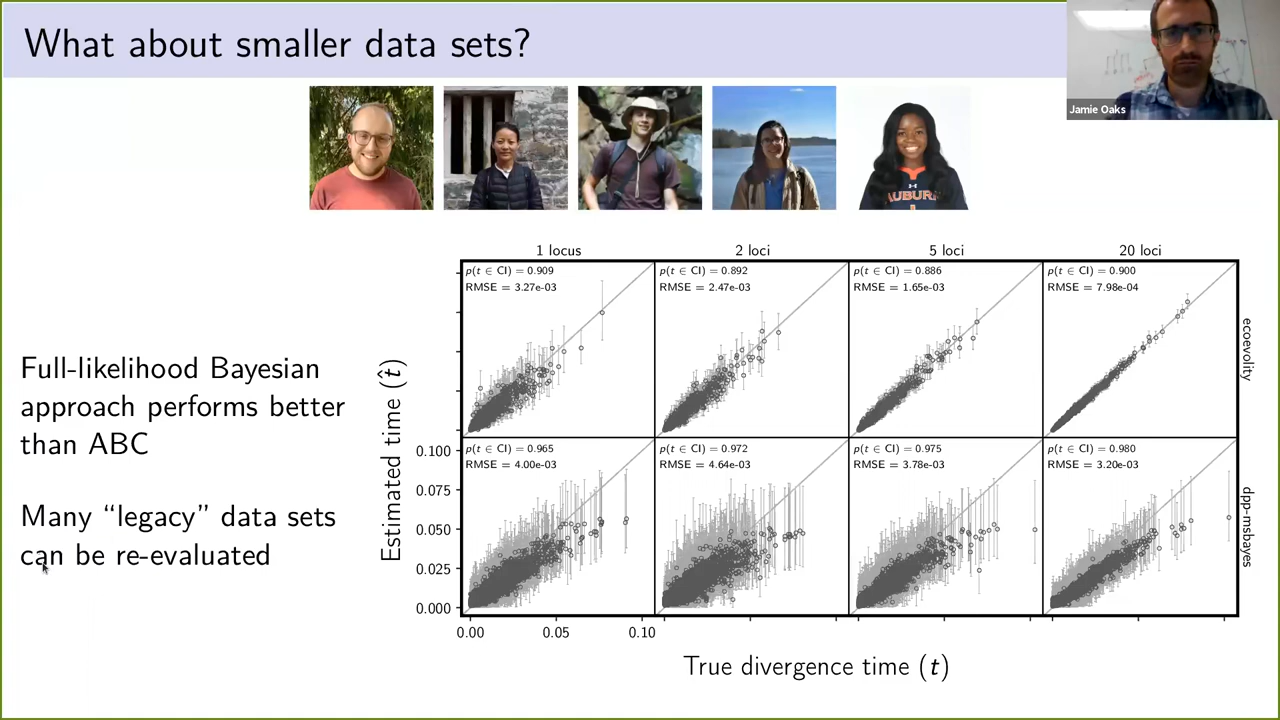 What about smaller data sets?
Jamie Oaks
AUBURN
Full-likelihood Bayesian
approach performs better
than ABC
Many “legacy” data sets
can be re-evaluated
1 locus
2 loci
5 loci
20 loci
p(t ∈ CI) = 0.909
RMSE = 3.27e-03
p(t ∈ CI) = 0.892
RMSE = 2.47e-03
p(t ∈ CI) = 0.886
RMSE = 1.65e-03
p(t ∈ CI) = 0.900
RMSE = 7.98e-04
ecoevolity
p(t ∈ CI) = 0.965
RMSE = 4.00e-03
p(t ∈ CI) = 0.972
RMSE = 4.64e-03
p(t ∈ CI) = 0.975
RMSE = 3.78e-03
p(t ∈ CI) = 0.980
RMSE = 3.20e-03
dpp-msbayes
Estimated time (t̂)
0.100
0.075
0.050
0.025
0.000
0.00
0.05
0.10
True divergence time (t)